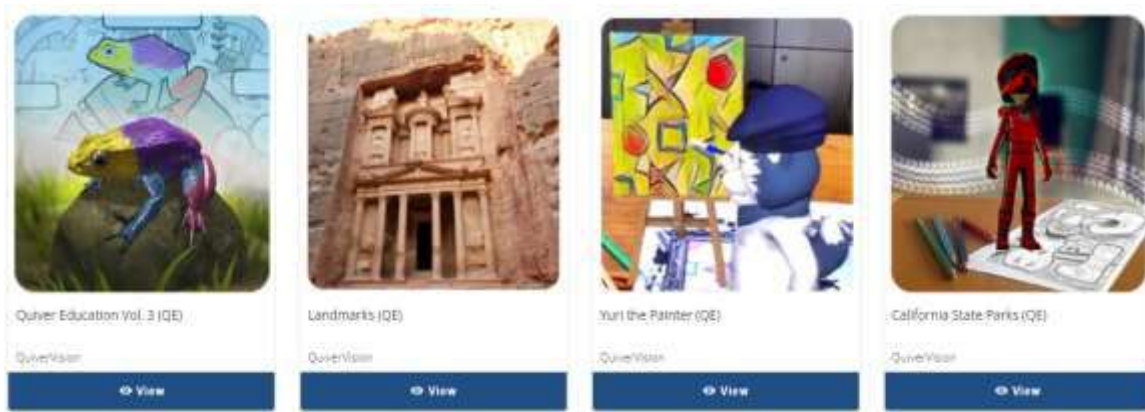 Quiver Education Vol. 3 (QE)
QuiverVision
View
Landmarks (QE)
QuiverVision
View
Yuri the Painter (QE)
QuiverVision
View
California State Parks (QE)
QuiverVision
View